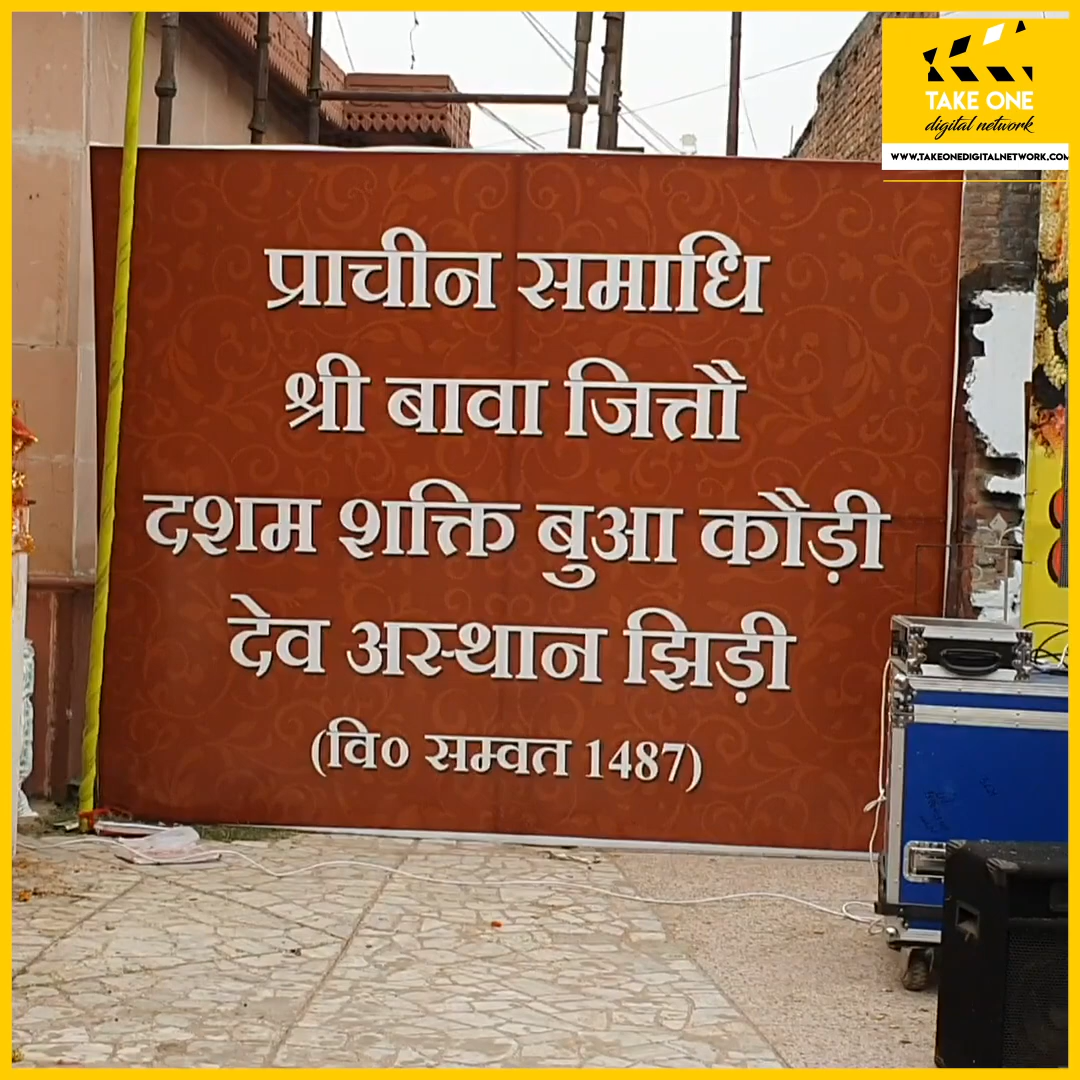 TAKE ONE
digital network
WWW.TAKEONEDIGITALNETWORK.COM
प्राचीन समाधि
श्री बावा जित्तौ
दशम शक्ति बुआ कौड़ी
देव अस्थान झिड़ी
(वि० सम्वत 1487)